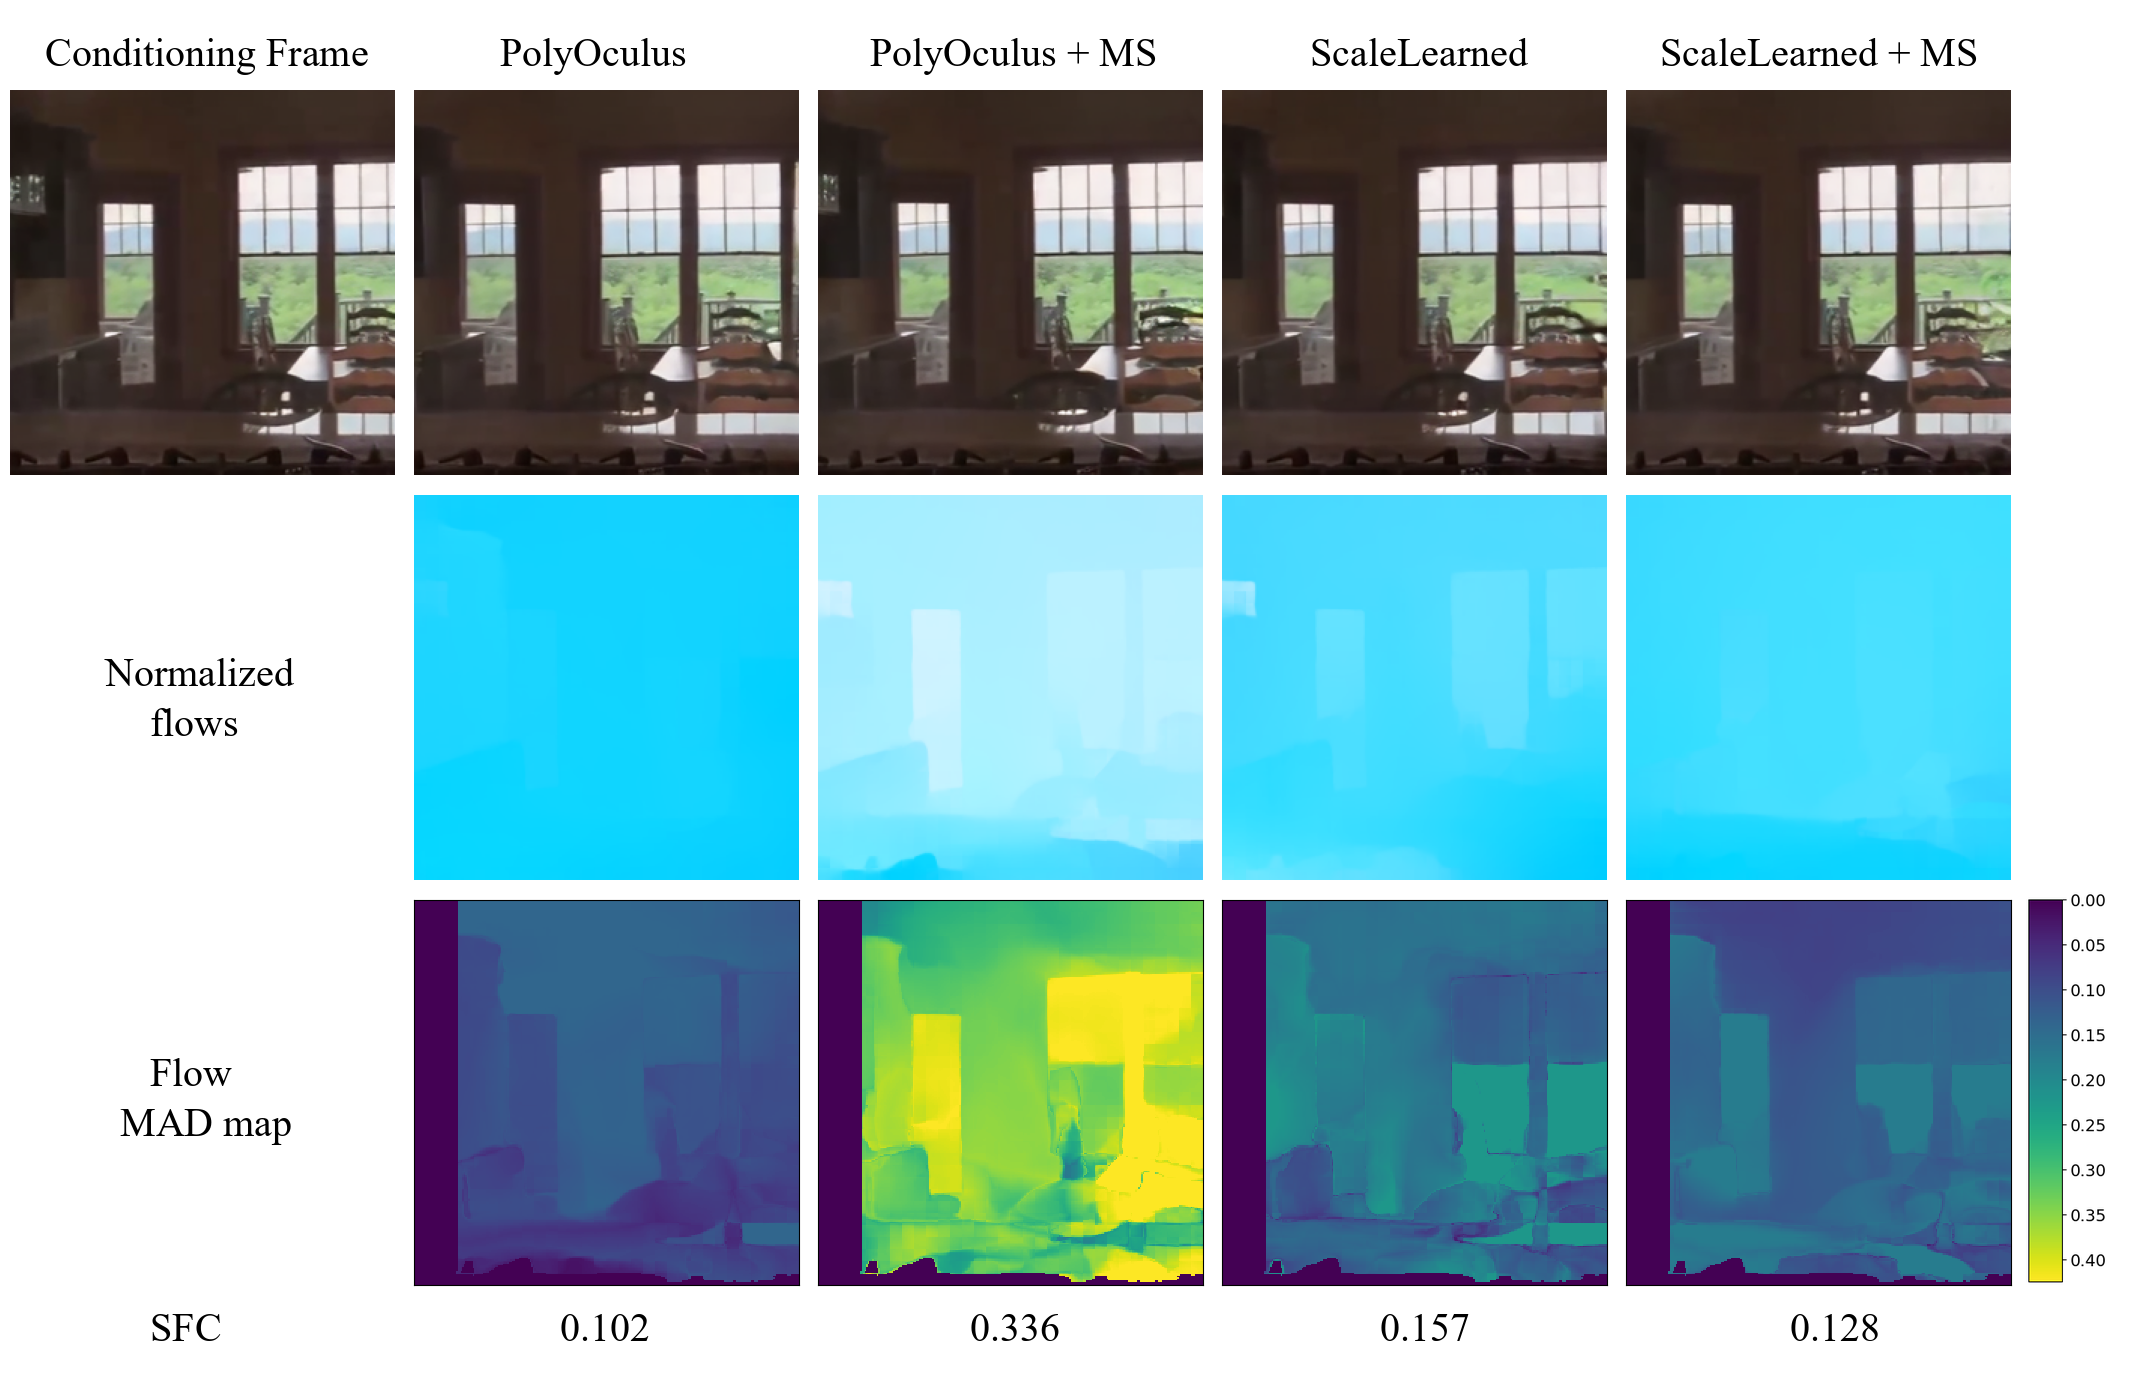 Conditioning Frame
PolyOculus
PolyOculus + MS
ScaleLearned
ScaleLearned + MS
Normalized
flows
Flow
MAD map
0.00
0.05
0.10
0.15
0.20
0.25
0.30
0.35
0.40
SFC
0.102
0.336
0.157
0.128